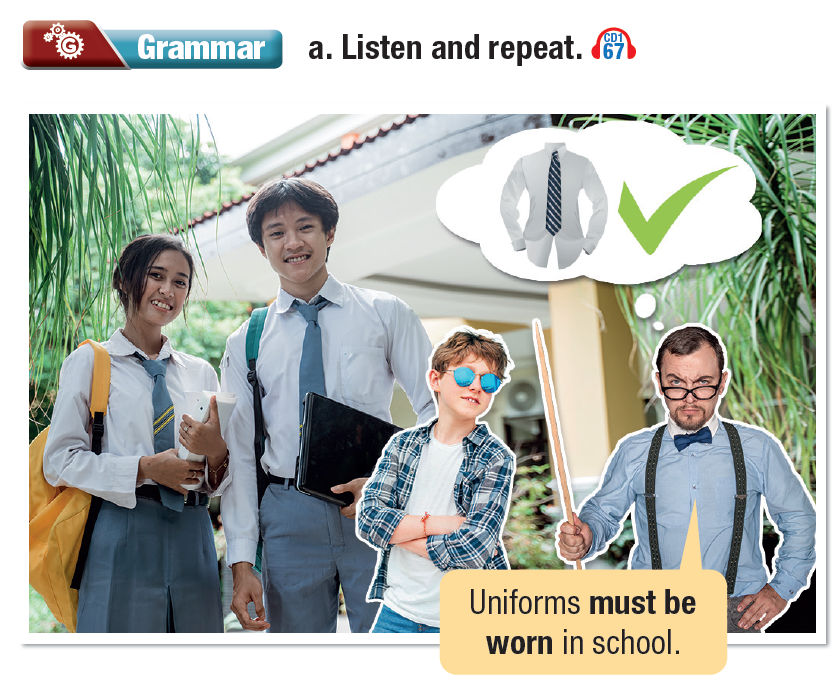 G Grammar
a. Listen and repeat. CD1
67
Uniforms must be
worn in school.